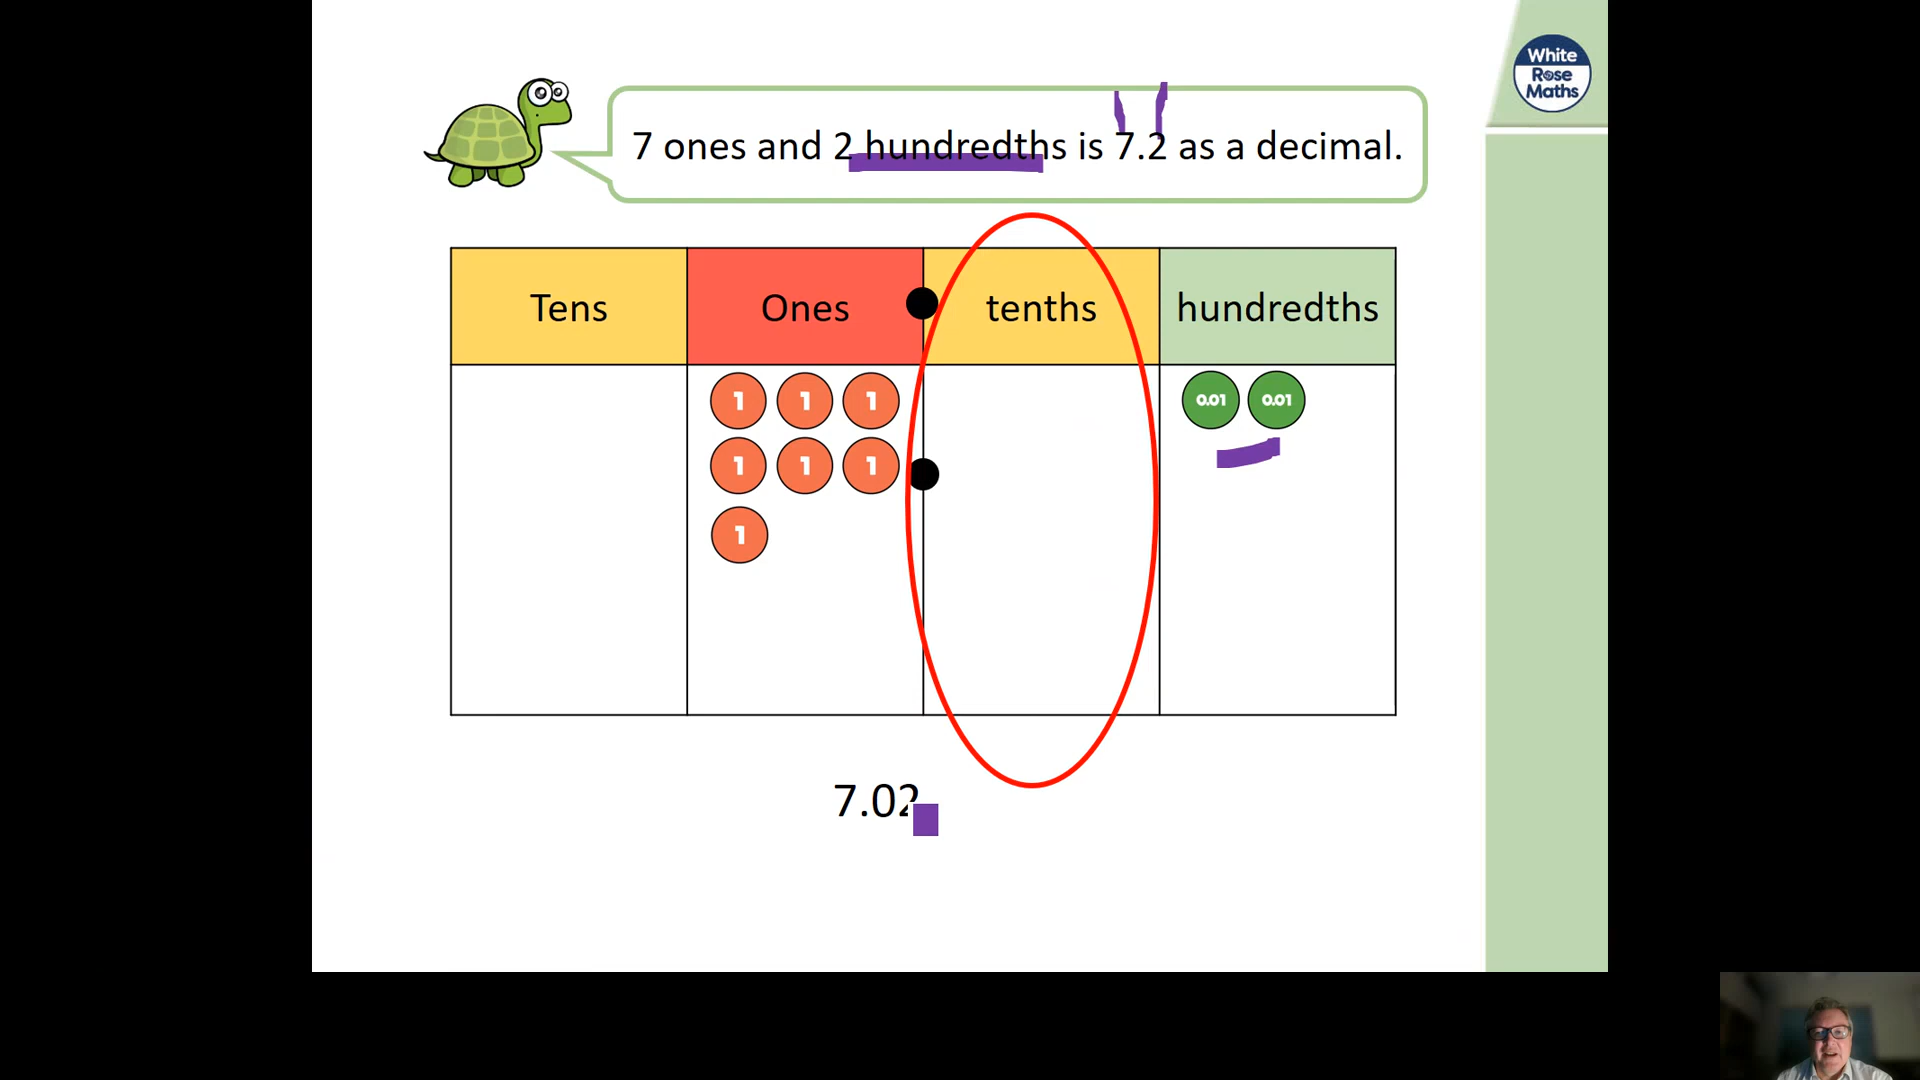 White
Rose
Maths
7 ones and 2 hundredths is 7.2 as a decimal.
Tens Ones tenths hundredths
1 1 1 0.01 0.01
1 1 1
1
7.02